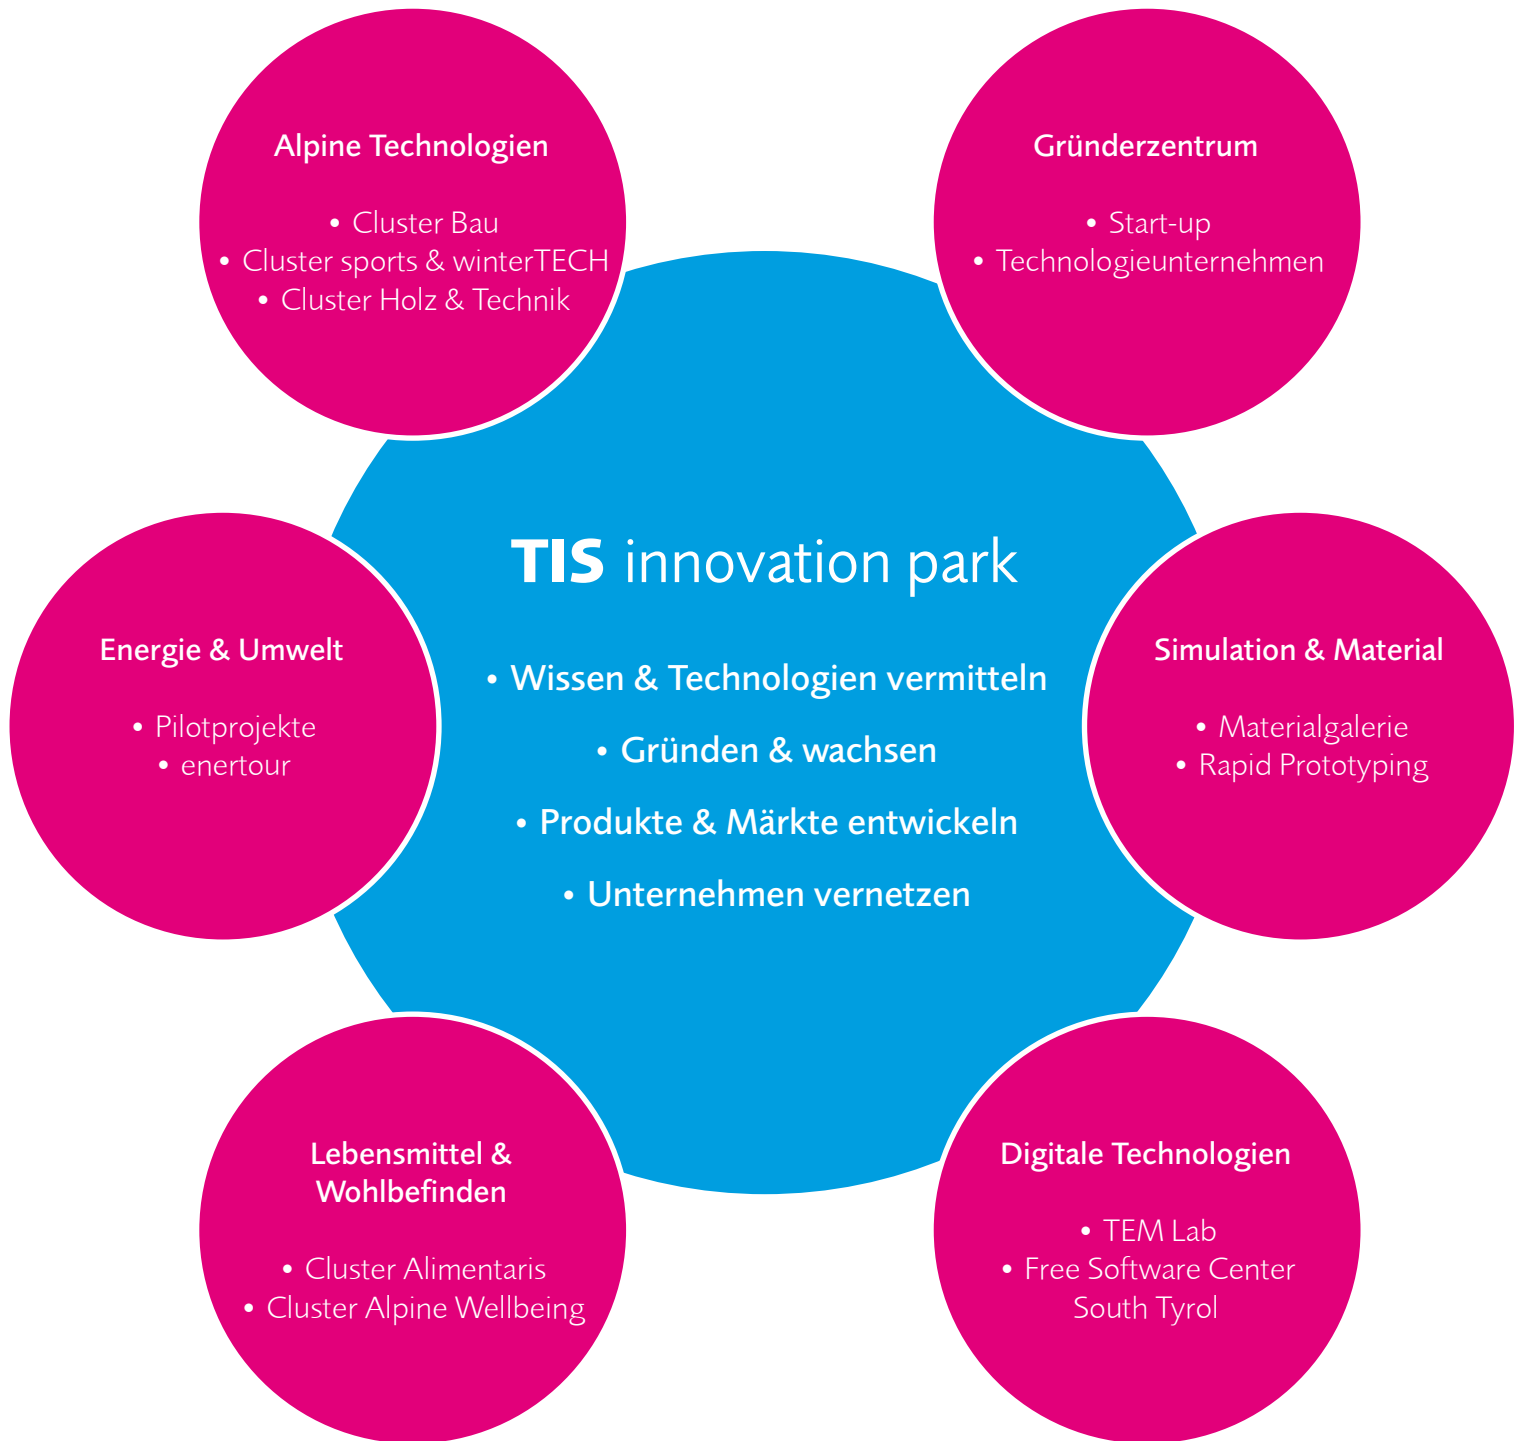 Alpine Technologien
• Cluster Bau
• Cluster sports & winterTECH
• Cluster Holz & Technik
Gründerzentrum
• Start-up
• Technologieunternehmen
TIS innovation park
• Wissen & Technologien vermitteln
• Gründen & wachsen
• Produkte & Märkte entwickeln
• Unternehmen vernetzen
Energie & Umwelt
• Pilotprojekte
• enertour
Simulation & Material
• Materialgalerie
• Rapid Prototyping
Lebensmittel &
Wohlbefinden
• Cluster Alimentaris
• Cluster Alpine Wellbeing
Digitale Technologien
• TEM Lab
• Free Software Center
South Tyrol